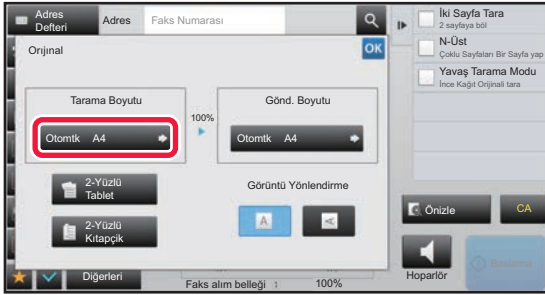 Adres
Defteri
Adres
Faks Numarası
Orıjınal
OK
Tarama Boyutu
Otomtk A4
100%
Gönd. Boyutu
Otomtk A4
2-Yüzlü
Tablet
2-Yüzlü
Kıtapçik
Görüntü Yönlendirme
A
A
Diğerleri
Faks alım belleği : 100%
İki Sayfa Tara
2 sayfaya böl
N-Üst
Çoklu Sayfaları Bir Sayfa yap
Yavaş Tarama Modu
İnce Kağıt Orijinali tara
Önizle
CA
Hoparlör